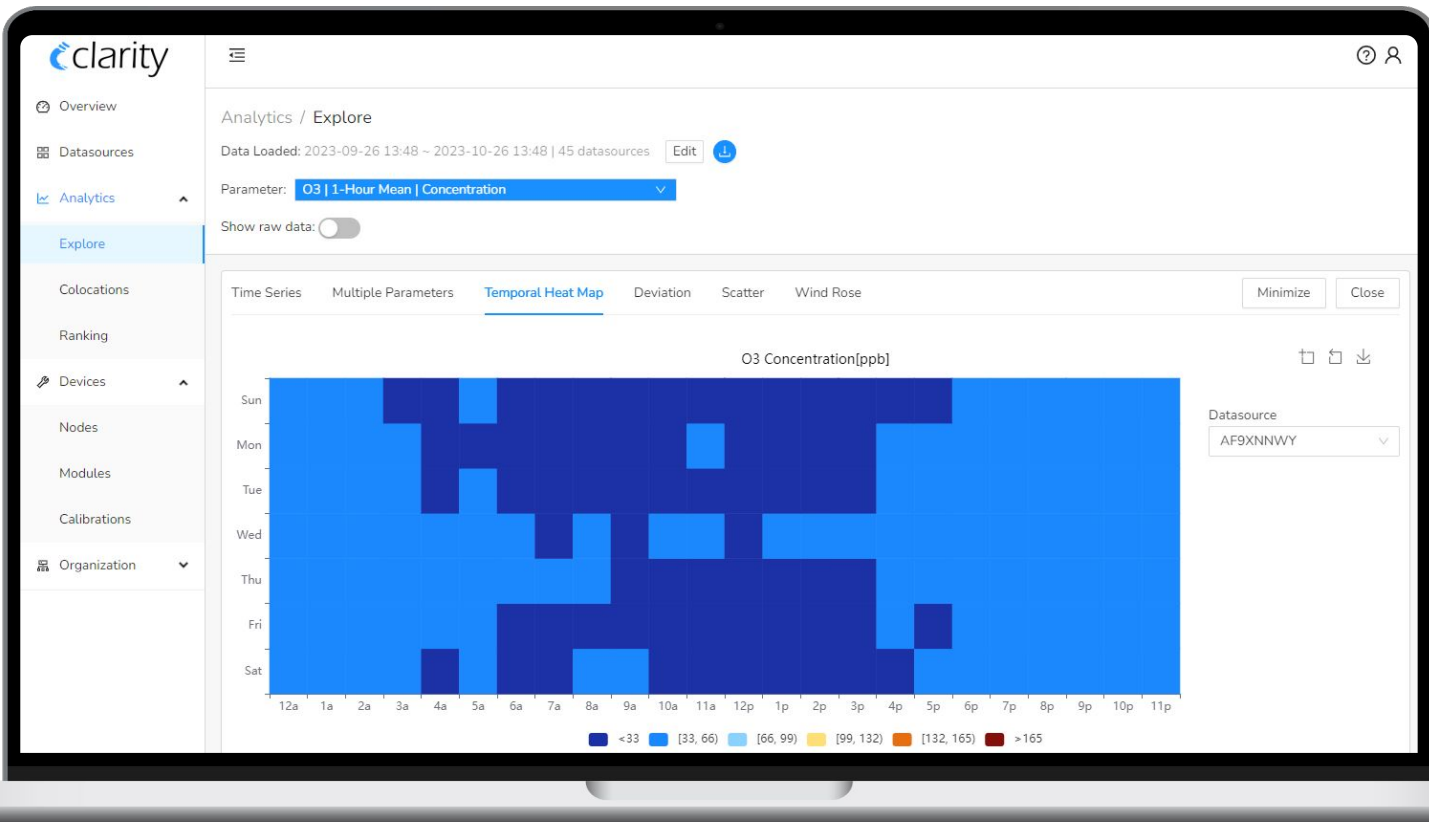 clarity
Overview
Datasources
Analytics
Explore
Colocations
Ranking
Devices
Nodes
Modules
Calibrations
Organization
Analytics / Explore
Data Loaded: 2023-09-26 13:48 ~ 2023-10-26 13:48 | 45 datasources Edit
Parameter: O3 | 1-Hour Mean | Concentration
Show raw data:
Time Series Multiple Parameters Temporal Heat Map Deviation Scatter Wind Rose Minimize Close
O3 Concentration[ppb]
Sun
Mon
Tue
Wed
Thu
Fri
Sat
12a 1a 2a 3a 4a 5a 6a 7a 8a 9a 10a 11a 12p 1p 2p 3p 4p 5p 6p 7p 8p 9p 10p 11p
<33 [33, 66) [66, 99) [99, 132) [132, 165) >165
Datasource
AF9XNNWY